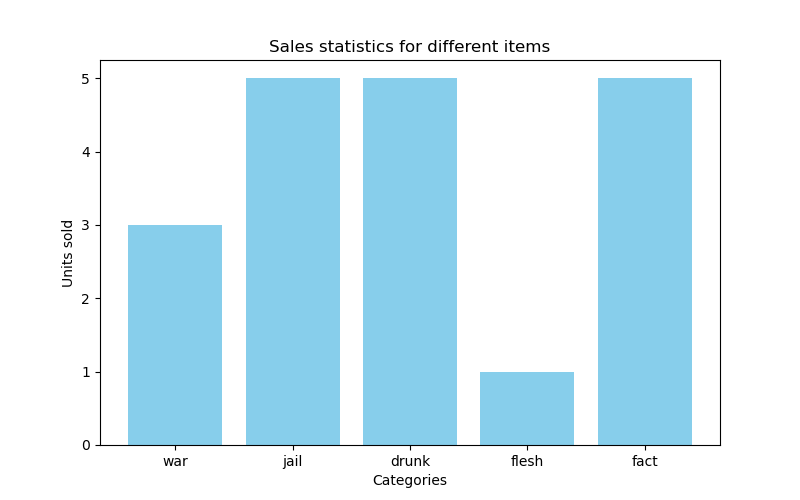 Sales statistics for different items
Units sold
5
4
3
2
1
0
war jail drunk flesh fact
Categories